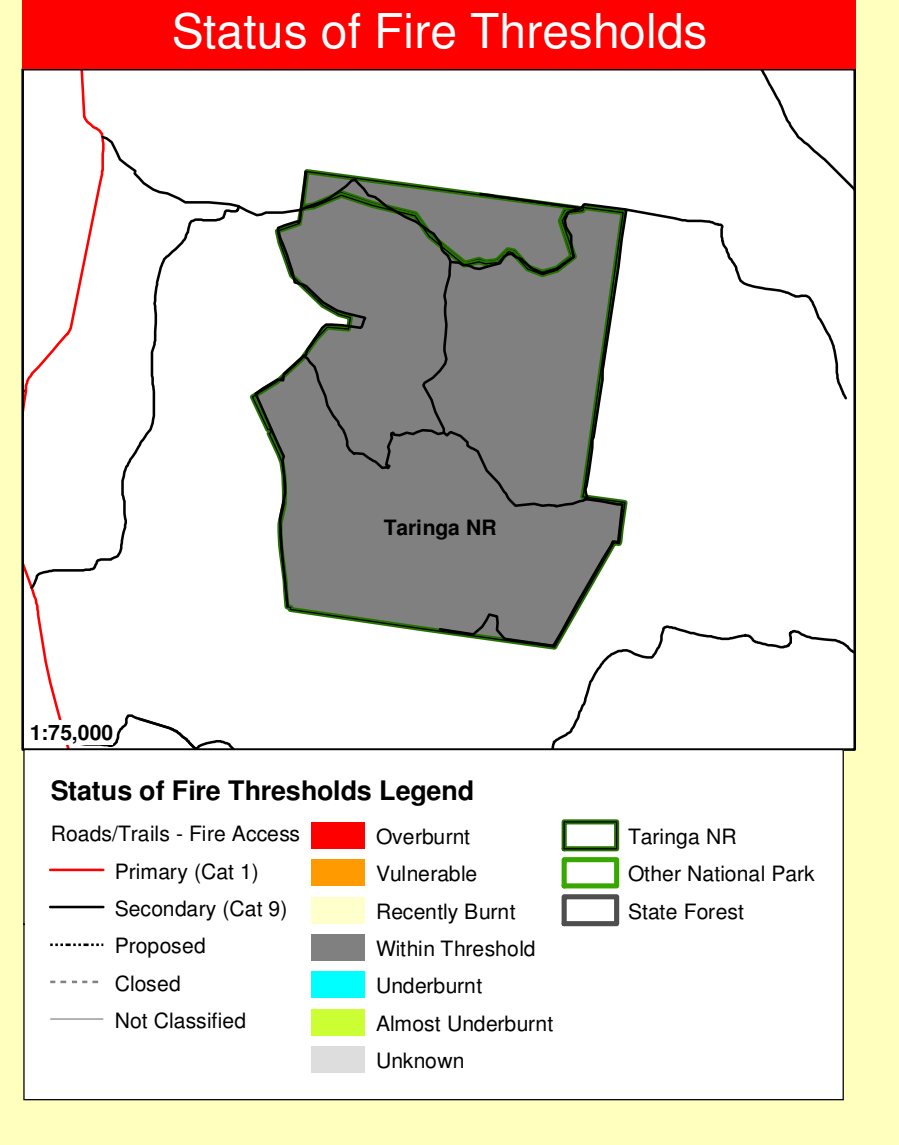 Status of Fire Thresholds
Taringa NR
1:75,000
Status of Fire Thresholds Legend
Roads/Trails - Fire Access
Primary (Cat 1)
Secondary (Cat 9)
Proposed
Closed
Not Classified
Overburnt
Vulnerable
Recently Burnt
Within Threshold
Underburnt
Almost Underburnt
Unknown
Taringa NR
Other National Park
State Forest